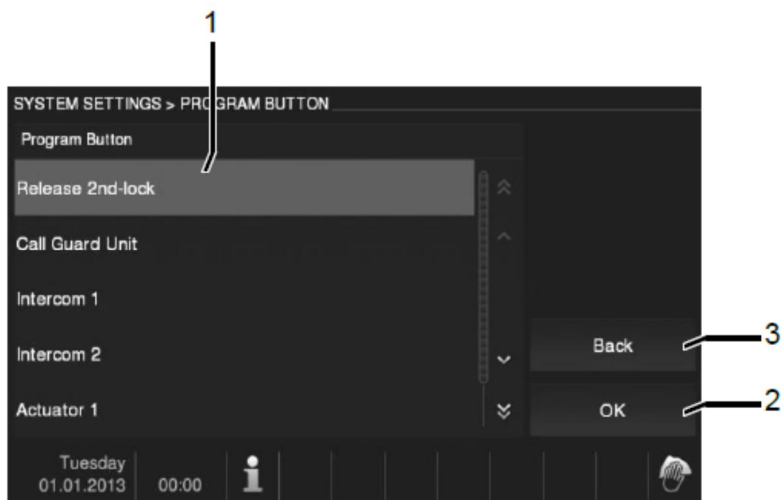 1
SYSTEM SETTINGS > PROGRAM BUTTON
Program Button
Release 2nd-lock
Call Guard Unit
Intercom 1
Intercom 2
Actuator 1
Back
3
OK
2
Tuesday
01.01.2013
00:00